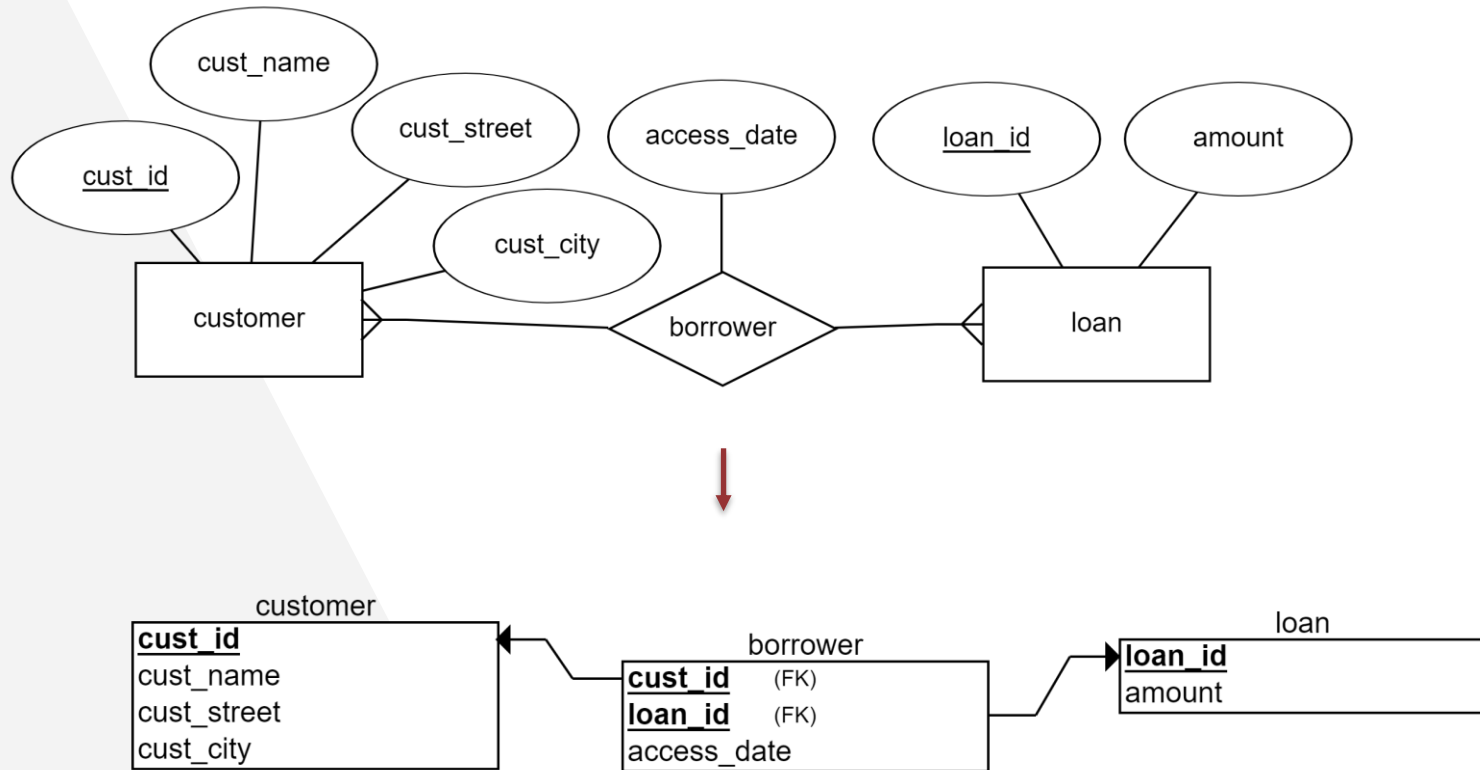 cust_name
cust_street
access_date
loan_id
amount
cust_id
cust_city
customer
borrower
loan
customer
cust_id
cust_name
cust_street
cust_city
borrower
cust_id (FK)
loan_id (FK)
access_date
loan
loan_id
amount